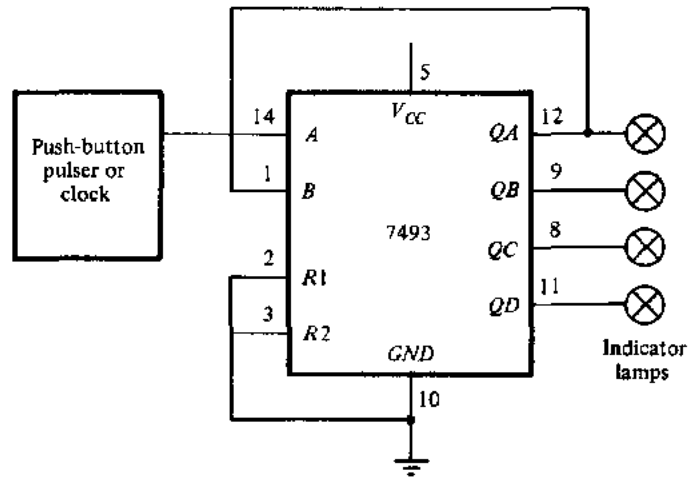 5
V_CC
Push-button
pulser or
clock
14
A
QA
12
1
B
QB
9
7493
QC
8
2
R1
QD
11
3
R2
GND
10
Indicator
lamps